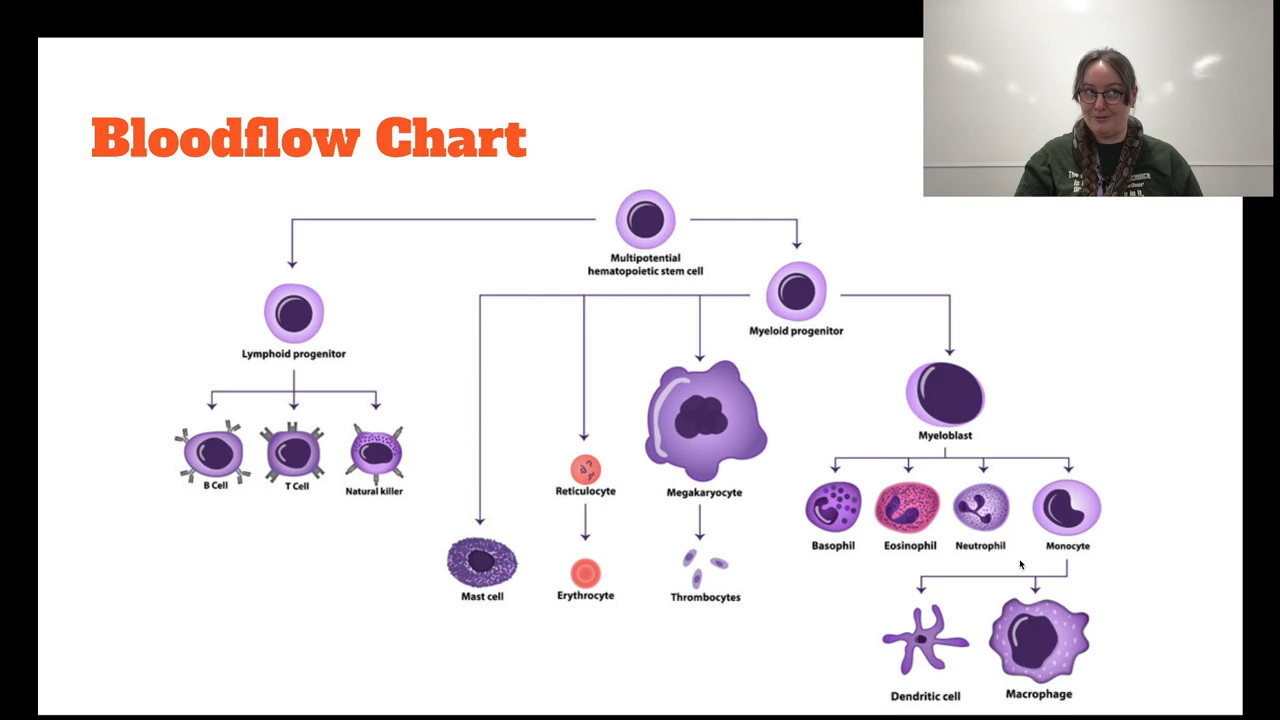 Bloodflow Chart
Multipotential
hematopoietic stem cell
Myeloid progenitor
Lymphoid progenitor
Myeloblast
B Cell
T Cell
Natural killer
Reticulocyte
Megakaryocyte
Basophil
Eosinophil
Neutrophil
Monocyte
Mast cell
Erythrocyte
Thrombocytes
Dendritic cell
Macrophage